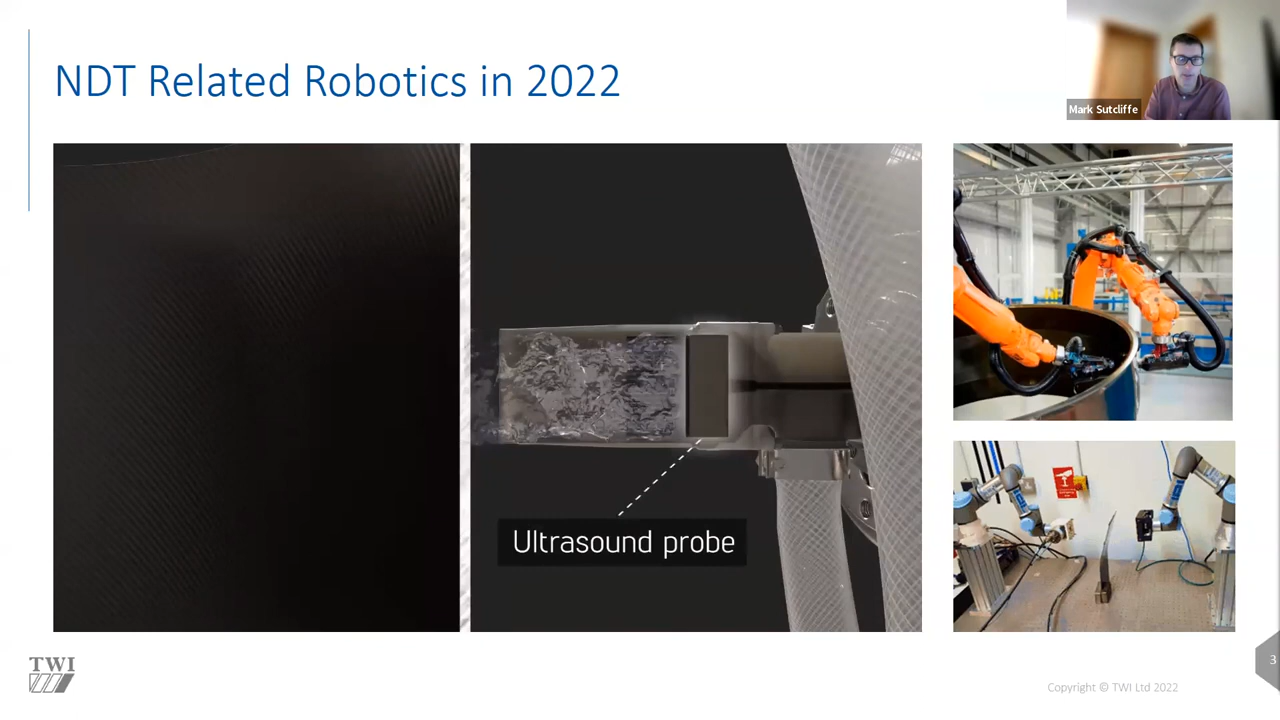 NDT Related Robotics in 2022
Mark Sutcliffe
Ultrasound probe
TWI
Copyright © TWI Ltd 2022
3